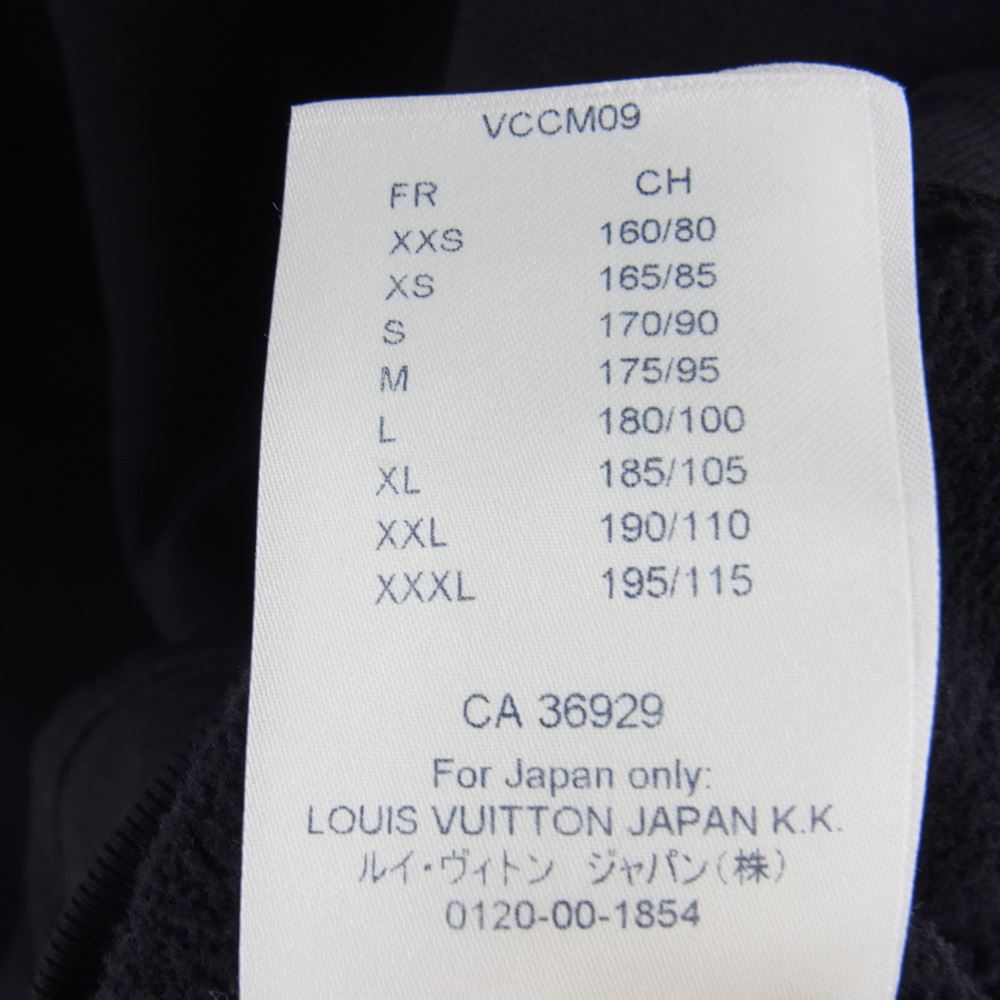 VCCM09
FR CH
XXS 160/80
XS 165/85
S 170/90
M 175/95
L 180/100
XL 185/105
XXL 190/110
XXXL 195/115
CA 36929
For Japan only:
LOUIS VUITTON JAPAN K.K.
ルイ・ヴィトン ジャパン(株)
0120-00-1854